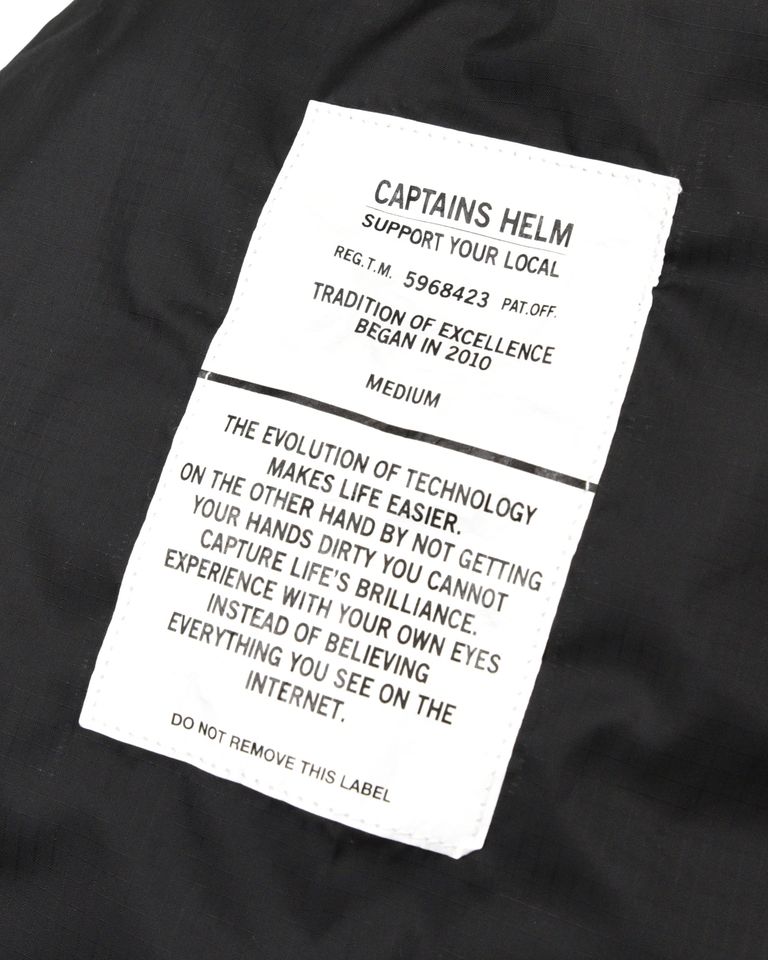 CAPTAINS HELM
SUPPORT YOUR LOCAL
REG.T.M. 5968423 PAT.OFF.
TRADITION OF EXCELLENCE
BEGAN IN 2010
MEDIUM
THE EVOLUTION OF TECHNOLOGY
MAKES LIFE EASIER.
ON THE OTHER HAND BY NOT GETTING
YOUR HANDS DIRTY YOU CANNOT
CAPTURE LIFE'S BRILLIANCE.
EXPERIENCE WITH YOUR OWN EYES
INSTEAD OF BELIEVING
EVERYTHING YOU SEE ON THE
INTERNET.
DO NOT REMOVE THIS LABEL